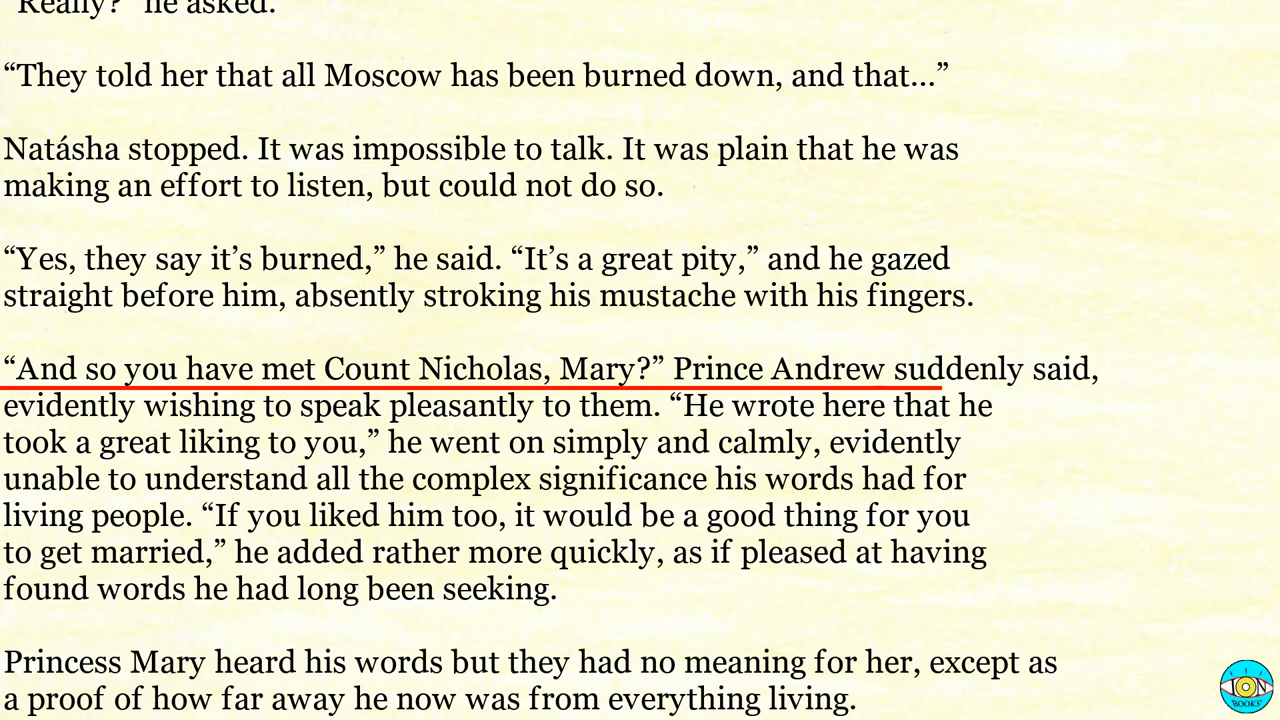 “Really?” he asked.
“They told her that all Moscow has been burned down, and that...”
Natásha stopped. It was impossible to talk. It was plain that he was
making an effort to listen, but could not do so.
“Yes, they say it’s burned,” he said. “It’s a great pity,” and he gazed
straight before him, absently stroking his mustache with his fingers.
“And so you have met Count Nicholas, Mary?” Prince Andrew suddenly said,
evidently wishing to speak pleasantly to them. “He wrote here that he
took a great liking to you,” he went on simply and calmly, evidently
unable to understand all the complex significance his words had for
living people. “If you liked him too, it would be a good thing for you
to get married,” he added rather more quickly, as if pleased at having
found words he had long been seeking.
Princess Mary heard his words but they had no meaning for her, except as
a proof of how far away he now was from everything living.
ION
BOOKS